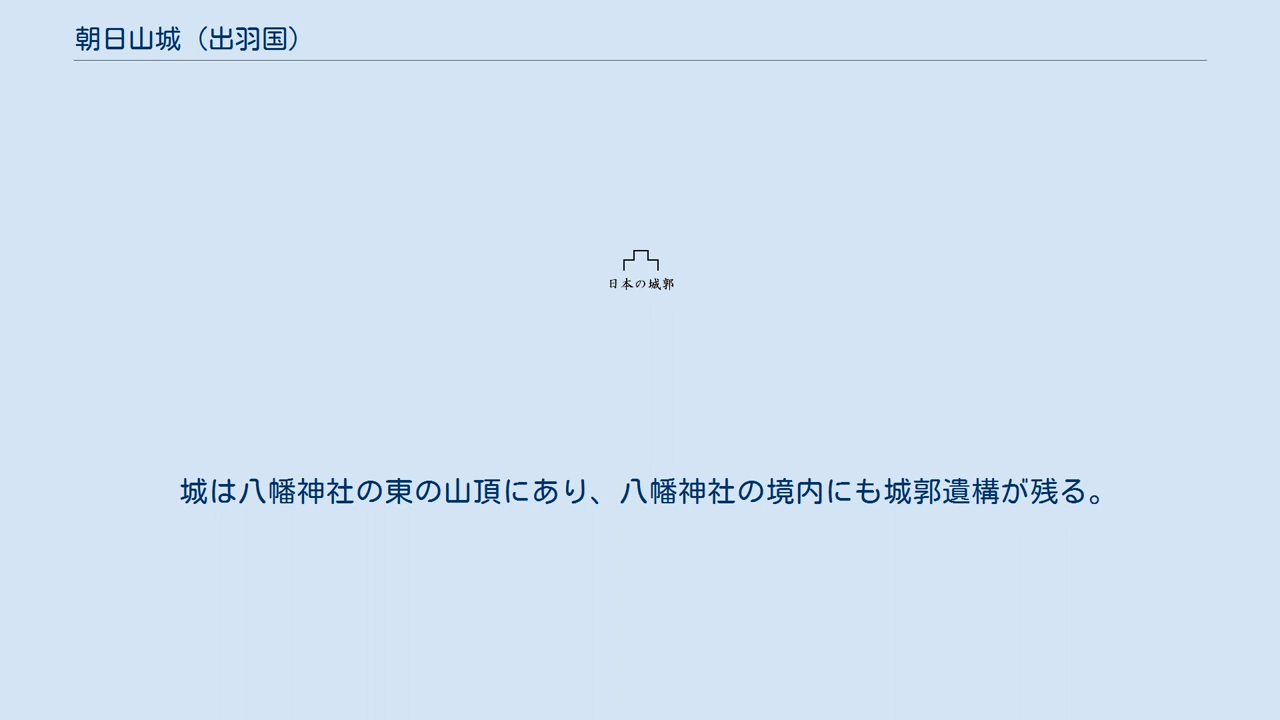 朝日山城（出羽国）
日本の城郭
城は八幡神社の東の山頂にあり、八幡神社の境内にも城郭遺構が残る。